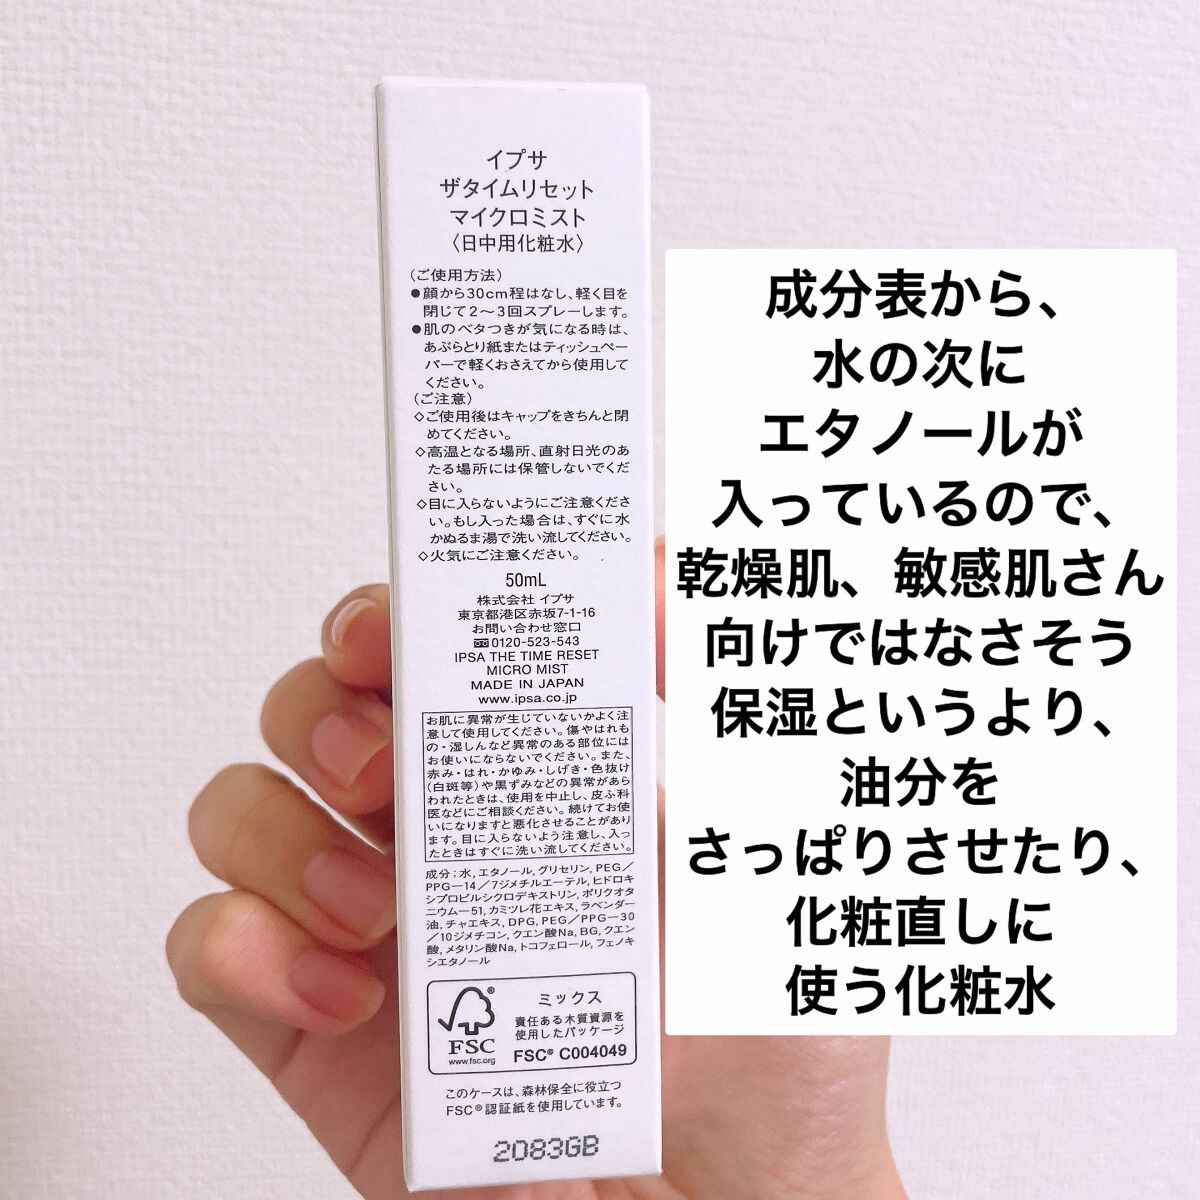 イプサ
ザタイムリセット
マイクロミスト
〈日中用化粧水〉
(ご使用方法)
●顔から30cm程はなし、軽く目を
閉じて2〜3回スプレーします。
●肌のベタつきが気になる時は、
あぶらとり紙またはティッシュペー
パーで軽くおさえてから使用して
ください。
(ご注意)
◇ご使用後はキャップをきちんと閉
めてください。
◇高温となる場所、直射日光のあ
たる場所には保管しないでくだ
さい。
◇目に入らないようにご注意くださ
い。もし入った場合は、すぐに水
かぬるま湯で洗い流してください。
◇火気にご注意ください。
50mL
株式会社 イプサ
東京都港区赤坂7-1-16
お問い合わせ窓口
0120-523-543
IPSA THE TIME RESET
MICRO MIST
MADE IN JAPAN
www.ipsa.co.jp
お肌に異常が生じていないかよく注
意して使用してください。傷やはれも
の・湿しんなど異常のある部位には
お使いにならないでください。また、
赤み・はれ・かゆみ・しげき・色抜け
(白斑等)や黒ずみなどの異常があら
われたときは、使用を中止し、皮ふ科
医などにご相談ください。続けてお使
いになりますと悪化させることがあり
ます。目に入らないよう注意し、入っ
たときはすぐに洗い流してください。
成分:水, エタノール, グリセリン, PEG/
PPG−14/7ジメチルエーテル, ヒドロキ
シプロピルシクロデキストリン, ポリクオタ
ニウム−51, カミツレ花エキス, ラベンダー
油, チャエキス, DPG, PEG/PPG−30
/10ジメチコン, クエン酸Na, BG, クエン
酸, メタリン酸Na, トコフェロール, フェノキ
シエタノール
FSC®
www.fsc.org
ミックス
責任ある木質資源を
使用したパッケージ
FSC® C004049
このケースは、森林保全に役立つ
FSC®認証紙を使用しています。
2083GB
成分表から、
水の次に
エタノールが
入っているので、
乾燥肌、敏感肌さん
向けではなさそう
保湿というより、
油分を
さっぱりさせたり、
化粧直しに
使う化粧水